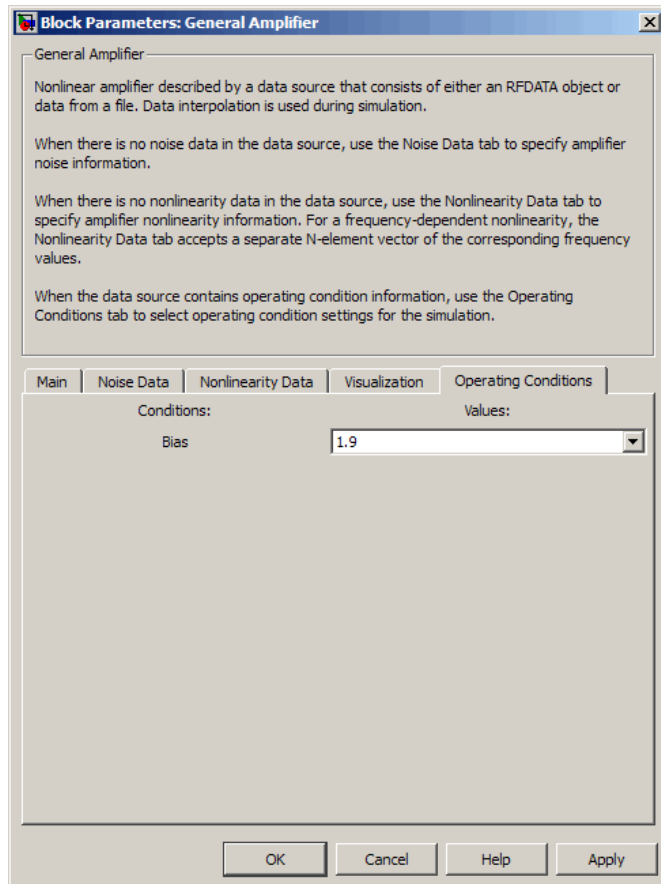 Block Parameters: General Amplifier
General Amplifier
Nonlinear amplifier described by a data source that consists of either an RFDATA object or
data from a file. Data interpolation is used during simulation.
When there is no noise data in the data source, use the Noise Data tab to specify amplifier
noise information.
When there is no nonlinearity data in the data source, use the Nonlinearity Data tab to
specify amplifier nonlinearity information. For a frequency-dependent nonlinearity, the
Nonlinearity Data tab accepts a separate N-element vector of the corresponding frequency
values.
When the data source contains operating condition information, use the Operating
Conditions tab to select operating condition settings for the simulation.
Main Noise Data Nonlinearity Data Visualization Operating Conditions
Conditions: Values:
Bias 1.9
OK Cancel Help Apply